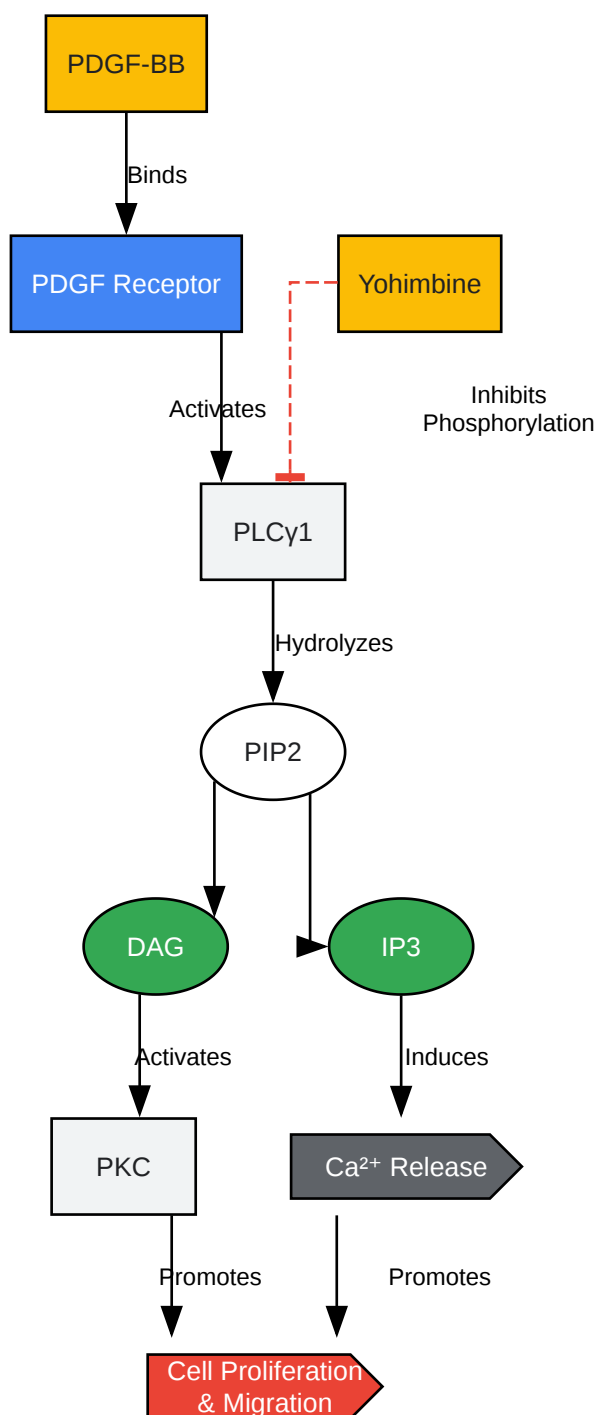 PDGF-BB
Binds
PDGF Receptor
Yohimbine
Activates
Inhibits
Phosphorylation
PLCγ1
Hydrolyzes
PIP2
DAG
IP3
Activates
Induces
PKC
Ca²⁺ Release
Promotes
Promotes
Cell Proliferation
& Migration